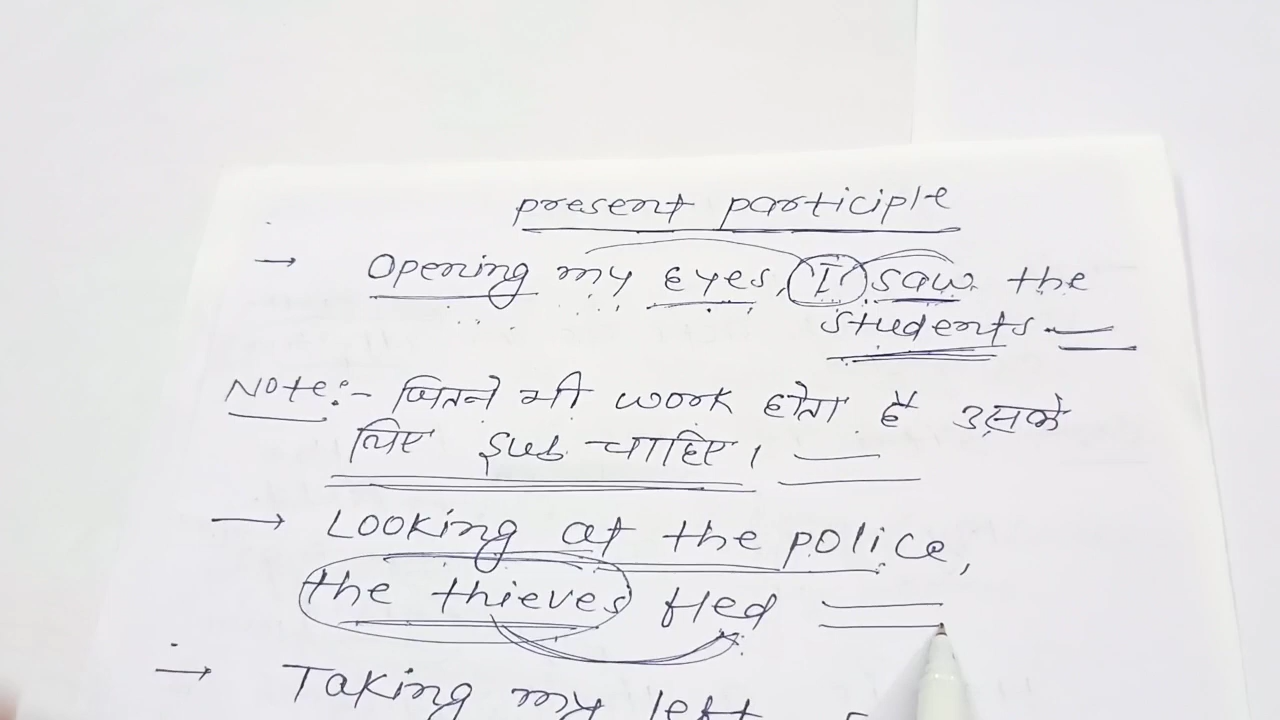 present participle
→ Opening my Eyes, I saw the
students.
Note:- जितने भी work होता है उसके
लिए sub चाहिए।
→ Looking at the police,
the thieves fled
→ Taking my left